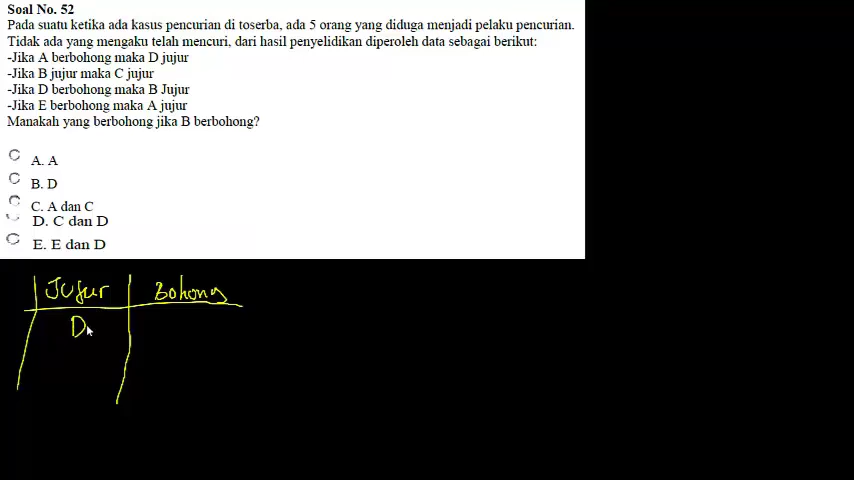 Soal No. 52
Pada suatu ketika ada kasus pencurian di toserba, ada 5 orang yang diduga menjadi pelaku pencurian.
Tidak ada yang mengaku telah mencuri, dari hasil penyelidikan diperoleh data sebagai berikut:
-Jika A berbohong maka D jujur
-Jika B jujur maka C jujur
-Jika D berbohong maka B Jujur
-Jika E berbohong maka A jujur
Manakah yang berbohong jika B berbohong?
A. A
B. D
C. A dan C
D. C dan D
E. E dan D
Jujur Bohong
D